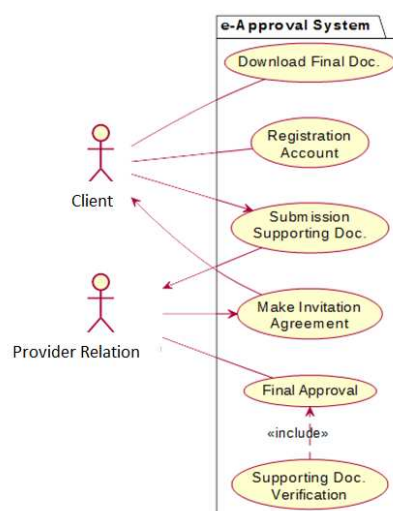 e-Approval System
Download Final Doc.
Registration
Account
Client
Submission
Supporting Doc.
Make Invitation
Agreement
Provider Relation
Final Approval
«include»
Supporting Doc.
Verification